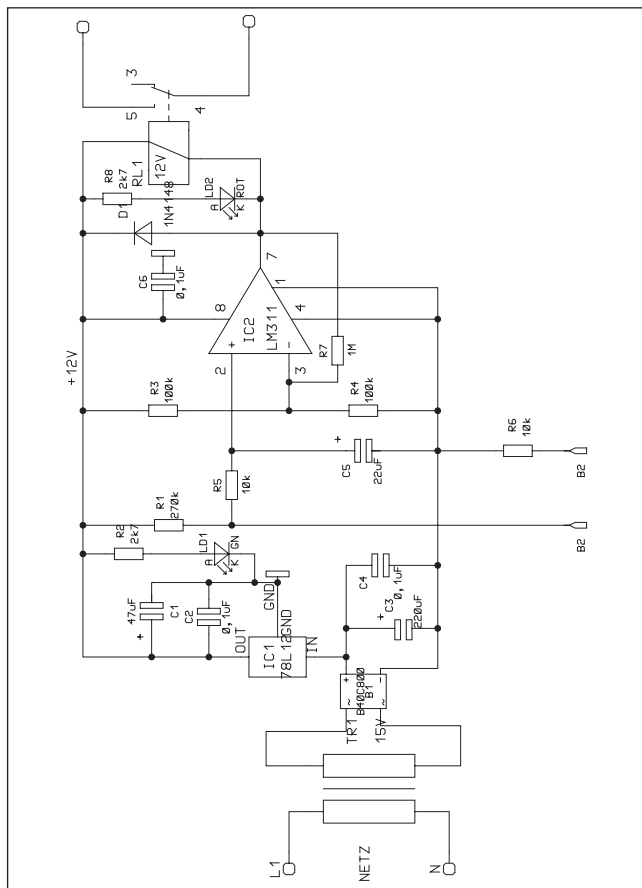 3
5
4
RL1
12V
R8
2k7
D1
1N4148
LD2
A
K
ROT
C6
0,1uF
7
8
1
4
IC2
LM311
+
-
2
3
R7
1M
+12V
R3
100k
R4
100k
+
C5
22uF
R6
10k
B2
R5
10k
R1
270k
B2
R2
2k7
LD1
A
K
GN
47uF
+
C1
C2
0,1uF
GND
OUT
GND
IC1
78L12
IN
C4
0,1uF
+
C3
220uF
+
-
~
~
B40C800
B1
TR1
15V
L1
NETZ
N